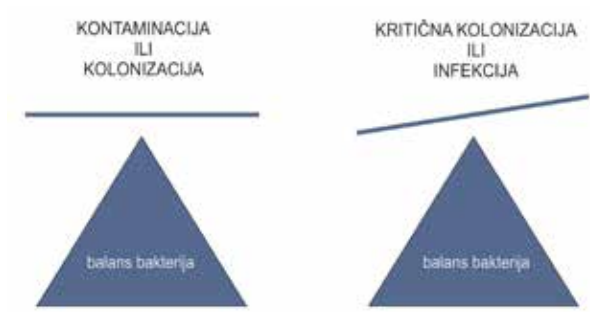 KONTAMINACIJA
ILI
KOLONIZACIJA
balans bakterija
KRITIČNA KOLONIZACIJA
ILI
INFEKCIJA
balans bakterija